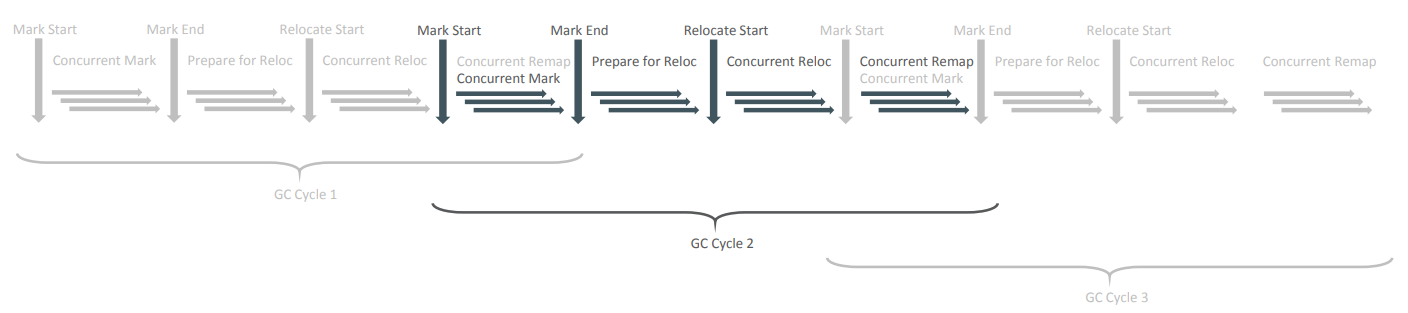 Mark Start
Mark End
Relocate Start
Mark Start
Mark End
Relocate Start
Mark Start
Mark End
Relocate Start
Concurrent Mark
Prepare for Reloc
Concurrent Reloc
Concurrent Remap
Concurrent Mark
Prepare for Reloc
Concurrent Reloc
Concurrent Remap
Concurrent Mark
Prepare for Reloc
Concurrent Reloc
Concurrent Remap
GC Cycle 1
GC Cycle 2
GC Cycle 3